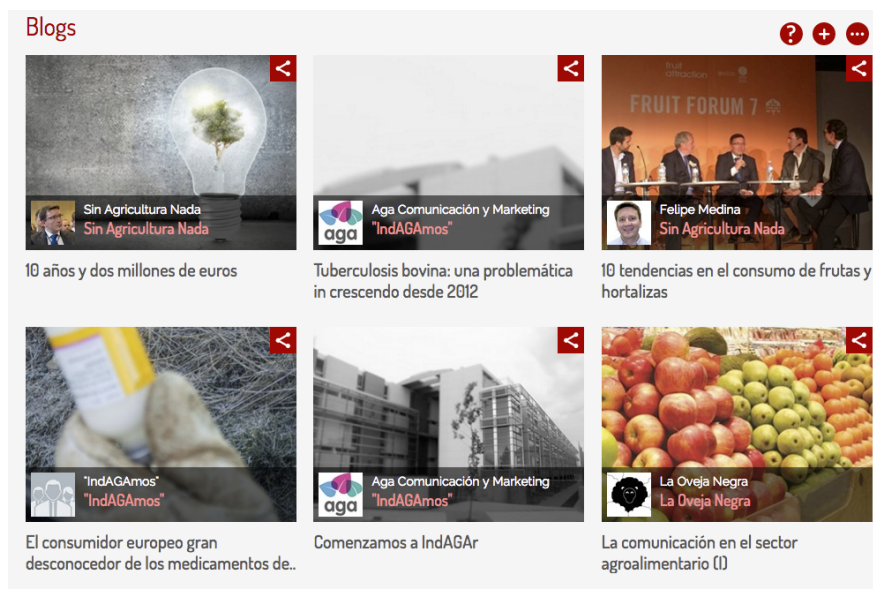 Blogs
Sin Agricultura Nada
Sin Agricultura Nada
10 años y dos millones de euros
aga
Aga Comunicación y Marketing
"IndAGAmos"
Tuberculosis bovina: una problemática
in crescendo desde 2012
fruit
attraction
FRUIT FORUM 7
Felipe Medina
Sin Agricultura Nada
10 tendencias en el consumo de frutas y
hortalizas
"IndAGAmos"
"IndAGAmos"
El consumidor europeo gran
desconocedor de los medicamentos de..
aga
Aga Comunicación y Marketing
"IndAGAmos"
Comenzamos a IndAGAr
La Oveja Negra
La Oveja Negra
La comunicación en el sector
agroalimentario (I)